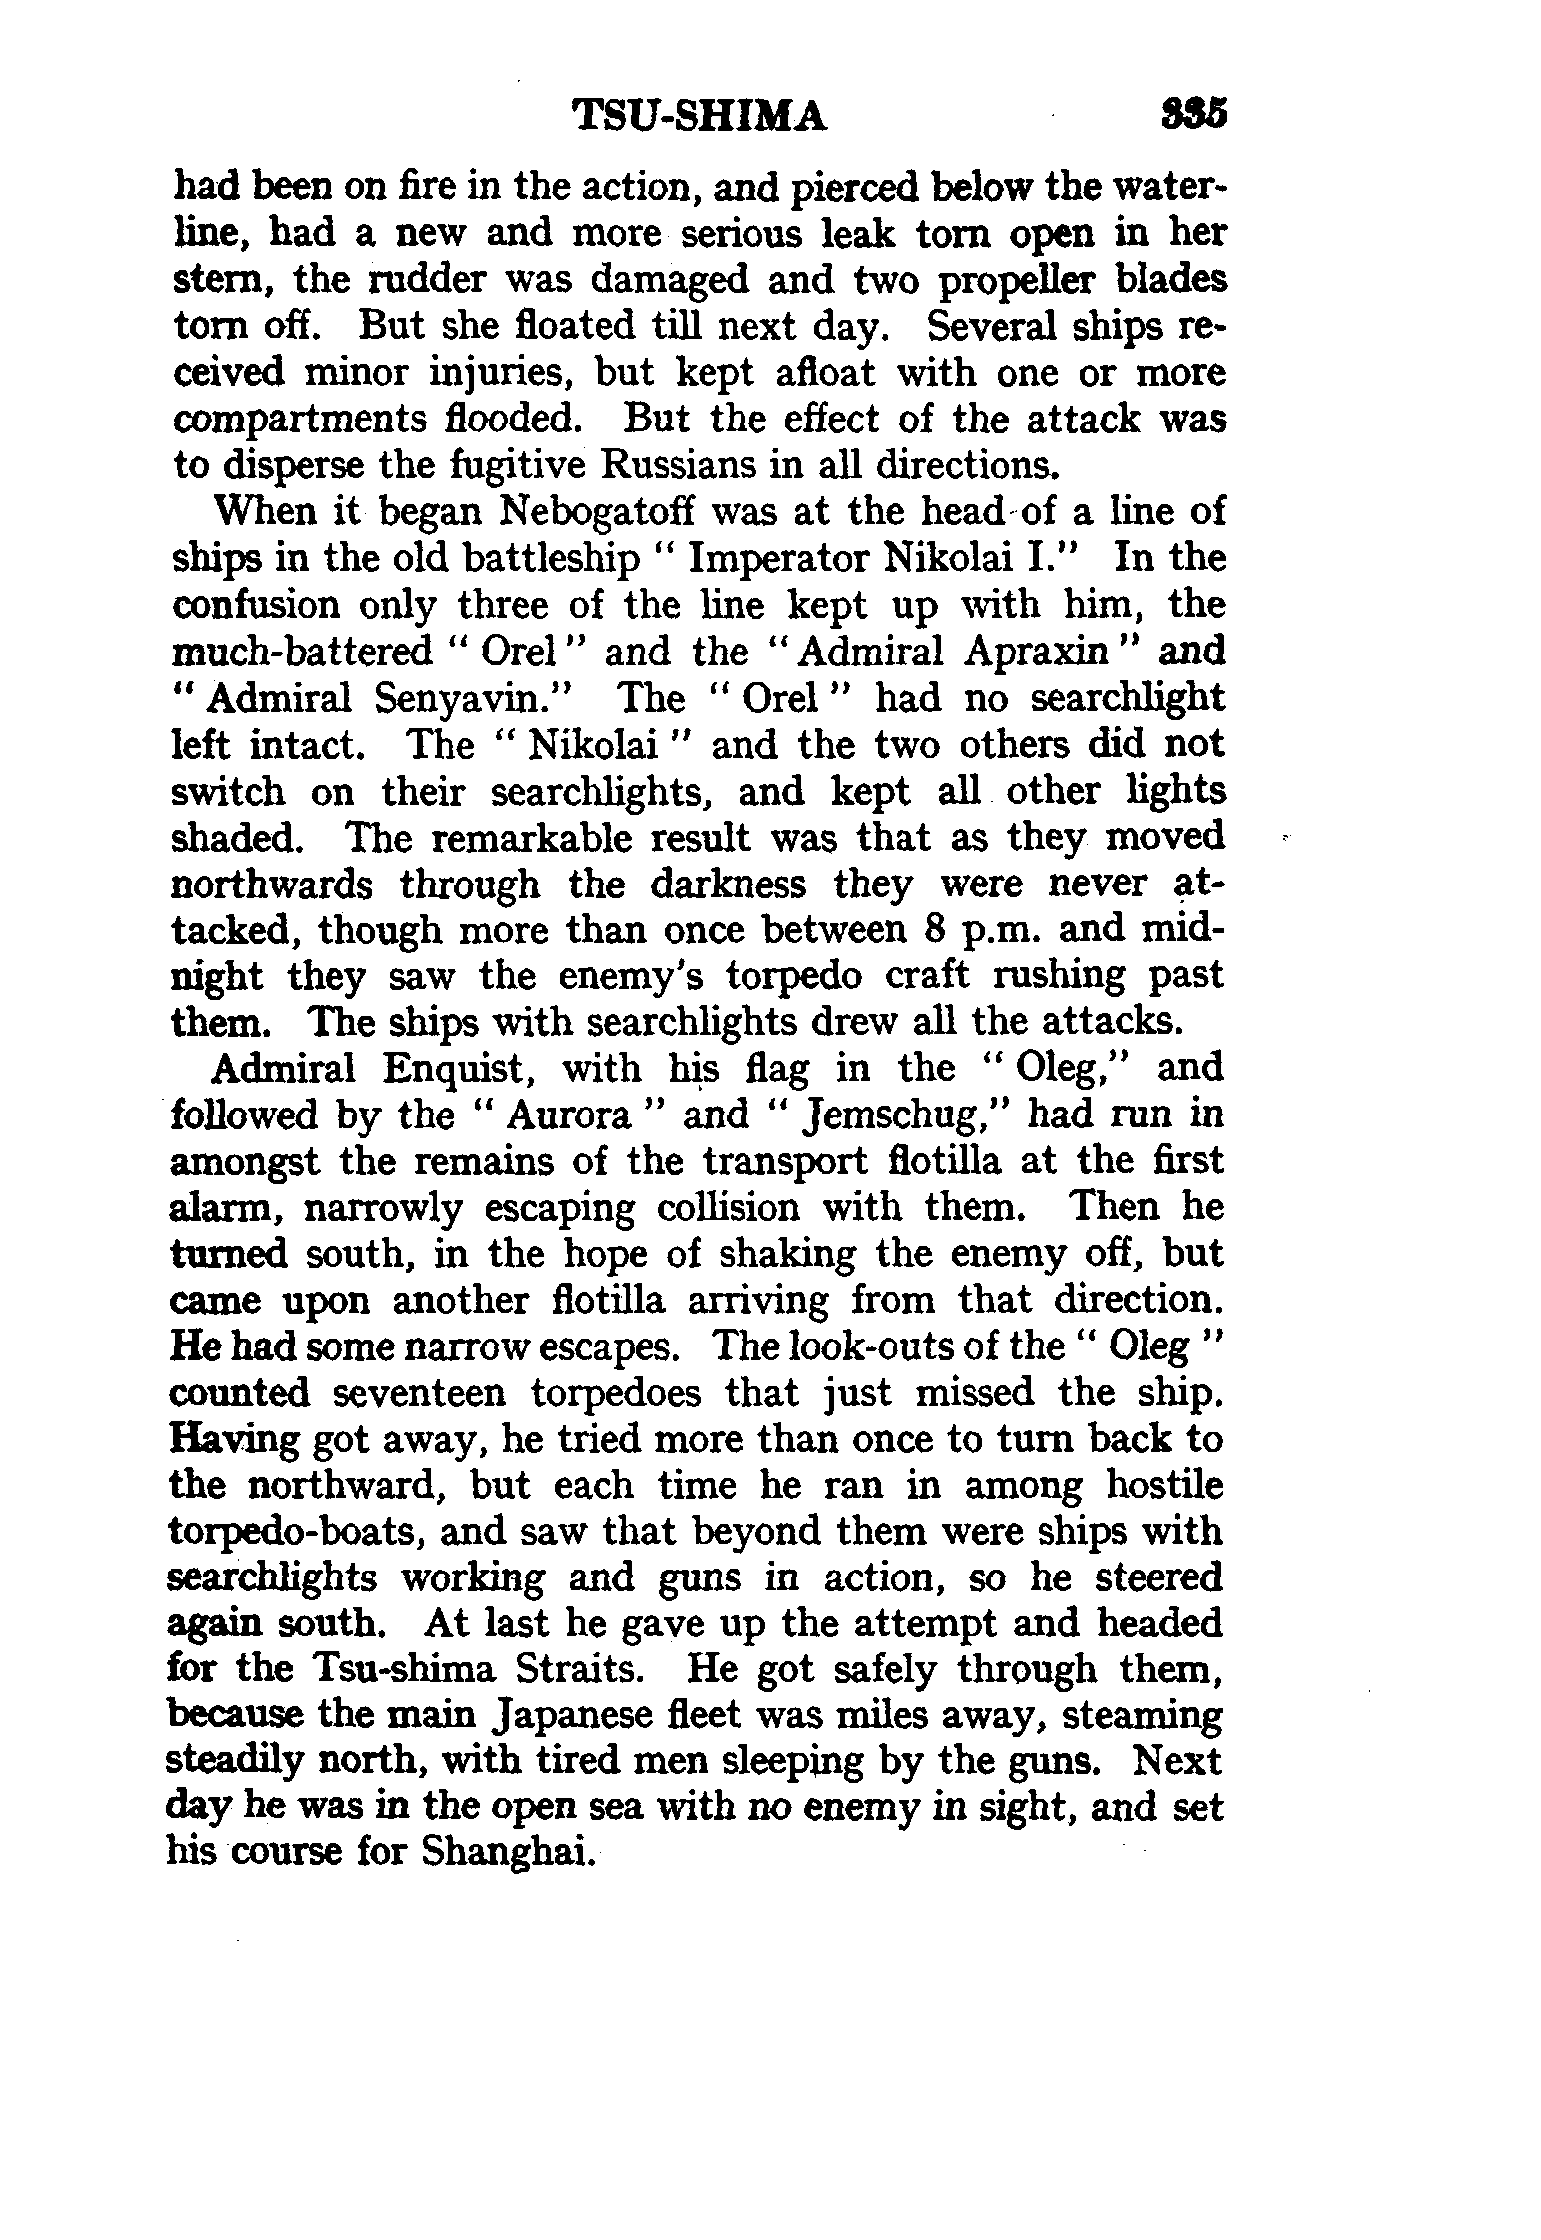 TSU-SHIMA 335
had been on fire in the action, and pierced below the water-
line, had a new and more serious leak torn open in her
stern, the rudder was damaged and two propeller blades
torn off. But she floated till next day. Several ships re-
ceived minor injuries, but kept afloat with one or more
compartments flooded. But the effect of the attack was
to disperse the fugitive Russians in all directions.
When it began Nebogatoff was at the head of a line of
ships in the old battleship " Imperator Nikolai I." In the
confusion only three of the line kept up with him, the
much-battered " Orel " and the " Admiral Apraxin " and
" Admiral Senyavin." The " Orel " had no searchlight
left intact. The " Nikolai " and the two others did not
switch on their searchlights, and kept all other lights
shaded. The remarkable result was that as they moved
northwards through the darkness they were never at-
tacked, though more than once between 8 p.m. and mid-
night they saw the enemy's torpedo craft rushing past
them. The ships with searchlights drew all the attacks.
Admiral Enquist, with his flag in the " Oleg," and
followed by the " Aurora " and " Jemschug," had run in
amongst the remains of the transport flotilla at the first
alarm, narrowly escaping collision with them. Then he
turned south, in the hope of shaking the enemy off, but
came upon another flotilla arriving from that direction.
He had some narrow escapes. The look-outs of the " Oleg "
counted seventeen torpedoes that just missed the ship.
Having got away, he tried more than once to turn back to
the northward, but each time he ran in among hostile
torpedo-boats, and saw that beyond them were ships with
searchlights working and guns in action, so he steered
again south. At last he gave up the attempt and headed
for the Tsu-shima Straits. He got safely through them,
because the main Japanese fleet was miles away, steaming
steadily north, with tired men sleeping by the guns. Next
day he was in the open sea with no enemy in sight, and set
his course for Shanghai.